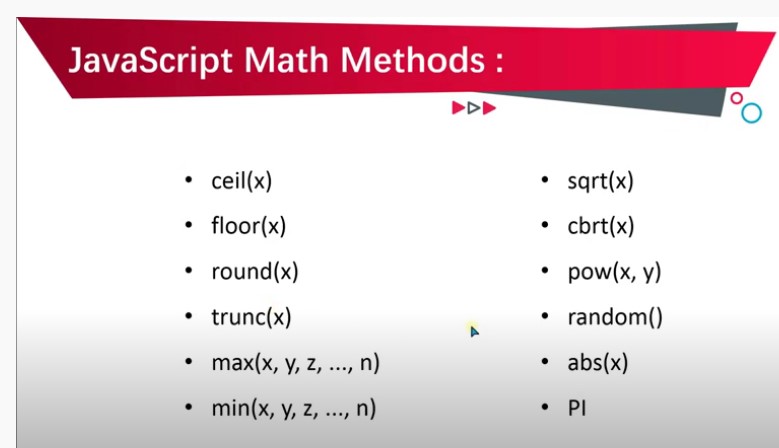 JavaScript Math Methods :
• ceil(x)
• floor(x)
• round(x)
• trunc(x)
• max(x, y, z, ..., n)
• min(x, y, z, ..., n)
• sqrt(x)
• cbrt(x)
• pow(x, y)
• random()
• abs(x)
• PI